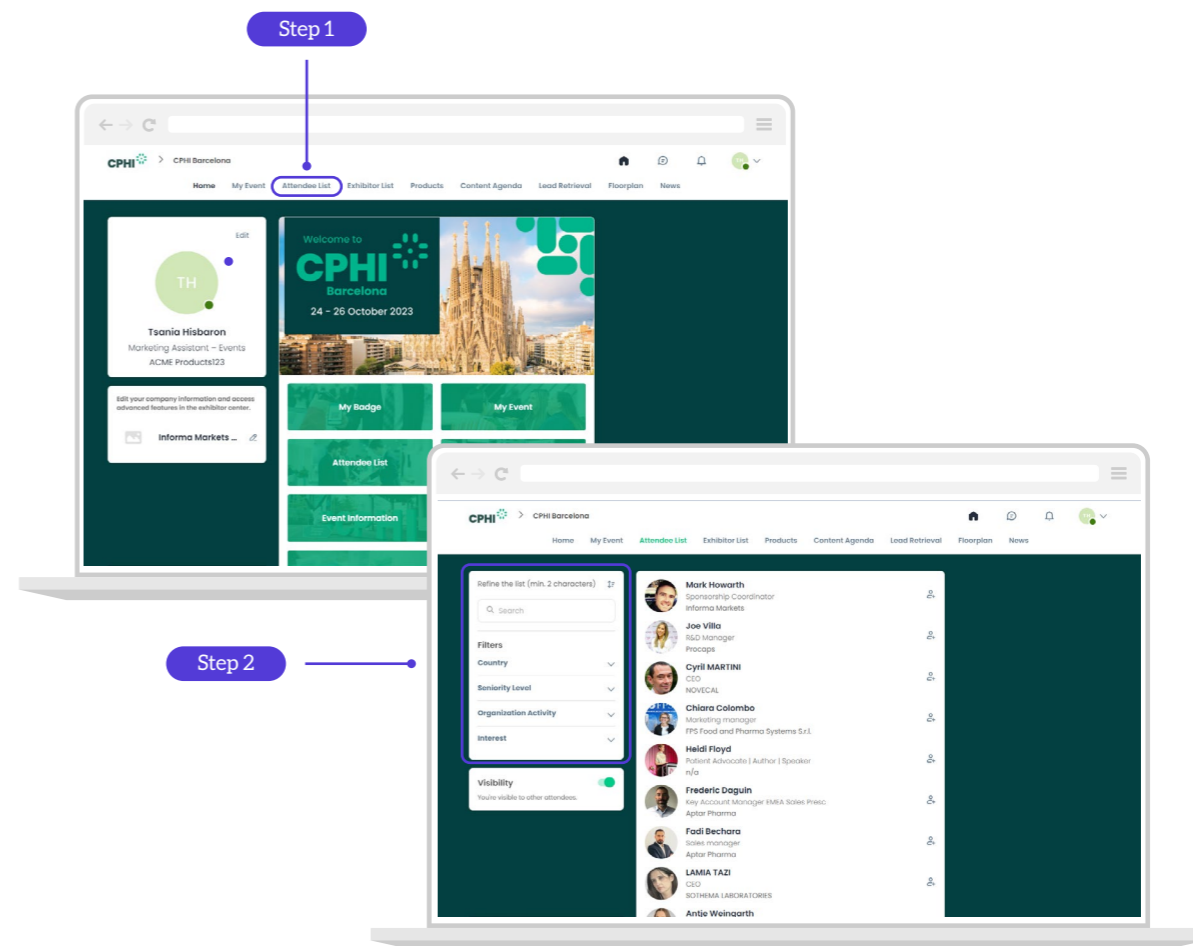 Step 1
CPHI > CPHI Barcelona
TH
Home My Event Attendee List Exhibitor List Products Content Agenda Lead Retrieval Floorplan News
Edit
TH
Tsania Hisbaron
Marketing Assistant – Events
ACME Products123
Edit your company information and access
advanced features in the exhibitor center.
Informa Markets ...
Welcome to
CPHI
Barcelona
24 - 26 October 2023
My Badge
My Event
Attendee List
Event Information
Step 2
CPHI > CPHI Barcelona
TH
Home My Event Attendee List Exhibitor List Products Content Agenda Lead Retrieval Floorplan News
Refine the list (min. 2 characters)
Search
Filters
Country
Seniority Level
Organization Activity
Interest
Visibility
You're visible to other attendees.
Mark Howarth
Sponsorship Coordinator
Informa Markets
Joe Villa
R&D Manager
Procaps
Cyril MARTINI
CEO
NOVECAL
Chiara Colombo
Marketing manager
FPS Food and Pharma Systems S.r.l.
Heidi Floyd
Patient Advocate | Author | Speaker
n/a
Frederic Daguin
Key Account Manager EMEA Sales Presc
Aptar Pharma
Fadi Bechara
Sales manager
Aptar Pharma
LAMIA TAZI
CEO
SOTHEMA LABORATORIES
Antje Weingarth